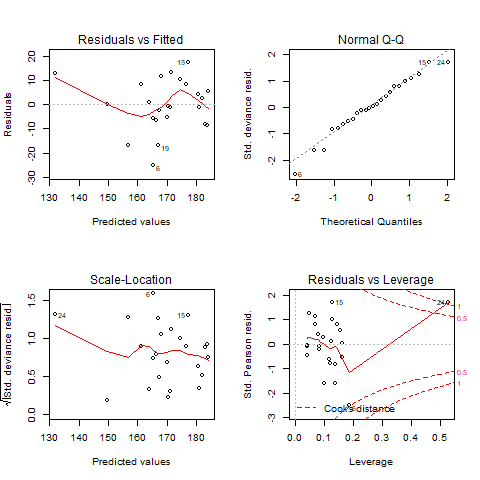 Residuals vs Fitted
Residuals
-30 -20 -10 0 10 20
15
19
6
130 140 150 160 170 180
Predicted values
Normal Q-Q
Std. deviance resid.
-2 -1 0 1 2
15
24
6
-2 -1 0 1 2
Theoretical Quantiles
Scale-Location
√|Std. deviance resid.|
0.0 0.5 1.0 1.5
24
6
15
130 140 150 160 170 180
Predicted values
Residuals vs Leverage
Std. Pearson resid.
-3 -2 -1 0 1 2
15
24
1
0.5
0.5
1
Cook's distance
0.0 0.1 0.2 0.3 0.4 0.5
Leverage